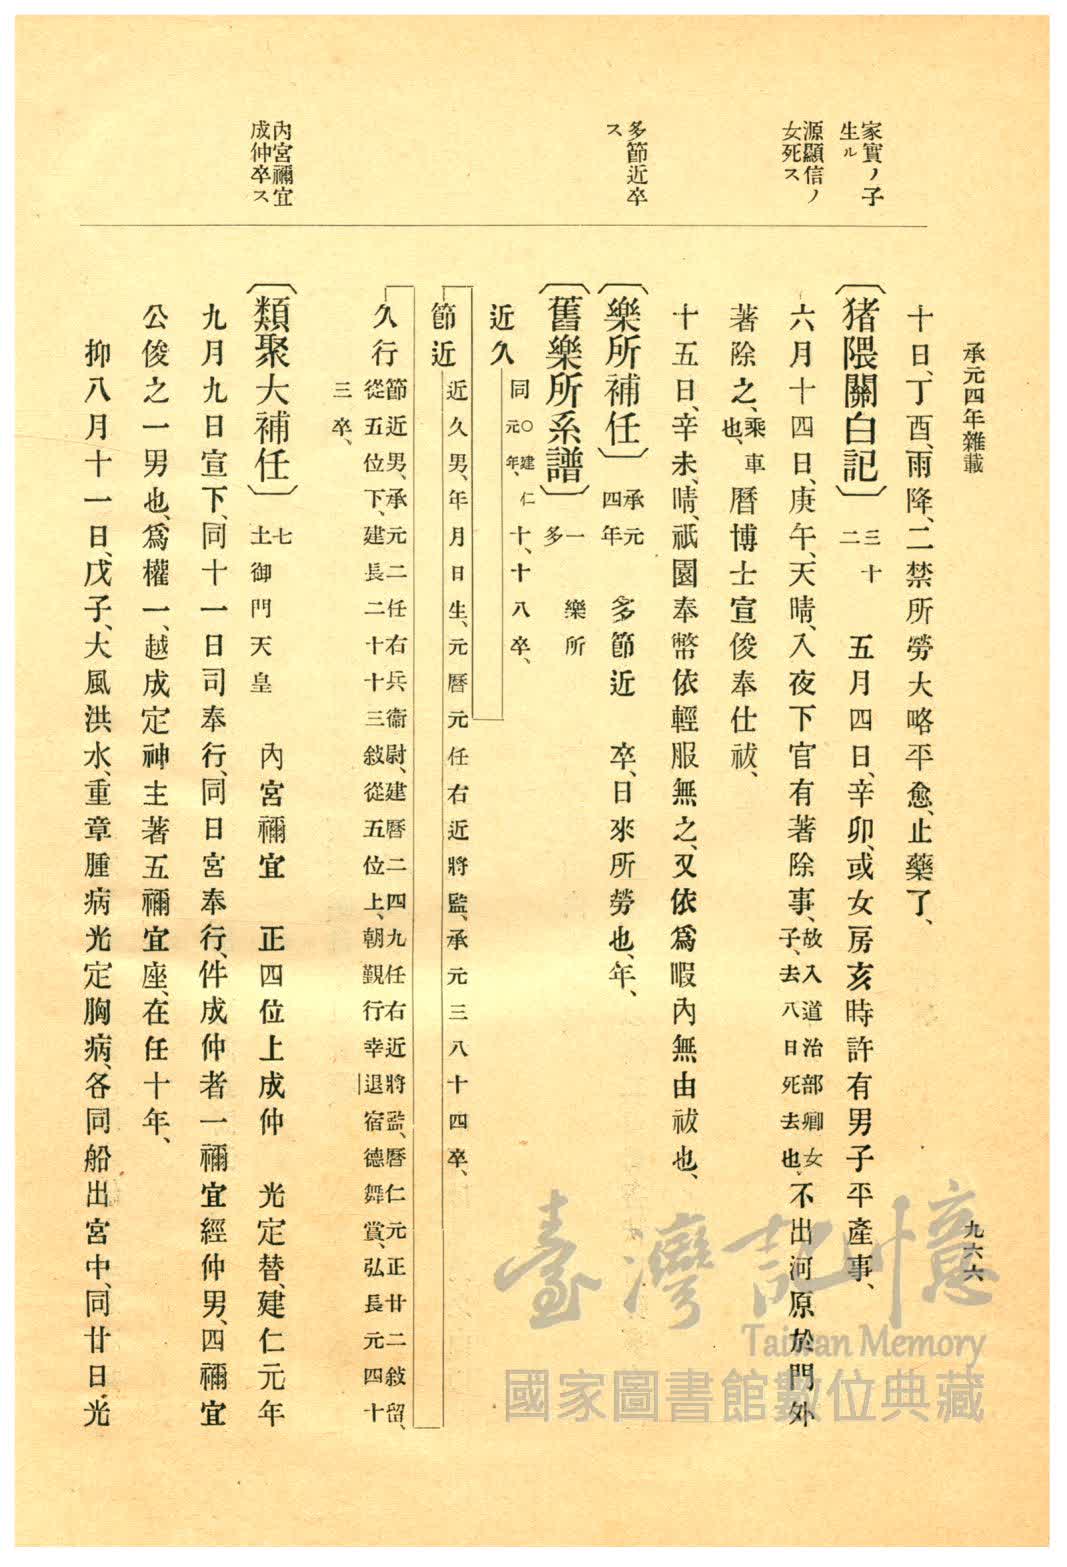 承元四年雜載
九六六
家實ノ子
生ル
源顯信ノ
女死ス
多節近卒
ス
內宮禰宜
成仲卒ス
十日、丁酉、雨降、二禁所勞大略平愈、止藥了、
〔猪隈關白記〕三十二 五月四日、辛卯、或女房亥時許有男子平產事、
六月十四日、庚午、天晴、入夜下官有著除事、故入道治部卿女子、去八日死去也、不出河原於門外
著除之、乘車也、曆博士宣俊奉仕祓、
十五日、辛未、晴、祇園奉幣依輕服無之、又依爲暇內無由祓也、
〔樂所補任〕承元四年 多節近 卒、日來所勞也、年、
〔舊樂所系譜〕一樂所多
近久 同〇建仁元年、十、十八卒、
節近 近久男、年月日生、元曆元任右近將監、承元三八十四卒、
久行 節近男、承元二任右兵衞尉、建曆二四九任右近將監、曆仁元正廿二敍留、
從五位下、建長二十十三敍從五位上、朝覲行幸退宿德舞賞、弘長元四十
三卒、
〔類聚大補任〕七土御門天皇 內宮禰宜 正四位上成仲 光定替、建仁元年
九月九日宣下、同十一日司奉行、同日宮奉行、件成仲者一禰宜經仲男、四禰宜
公俊之一男也、爲權一、越成定神主著五禰宜座、在任十年、
抑八月十一日、戊子、大風洪水、重章腫病光定胸病、各同船出宮中、同廿日、光
臺灣記憶
Taiwan Memory
國家圖書館數位典藏